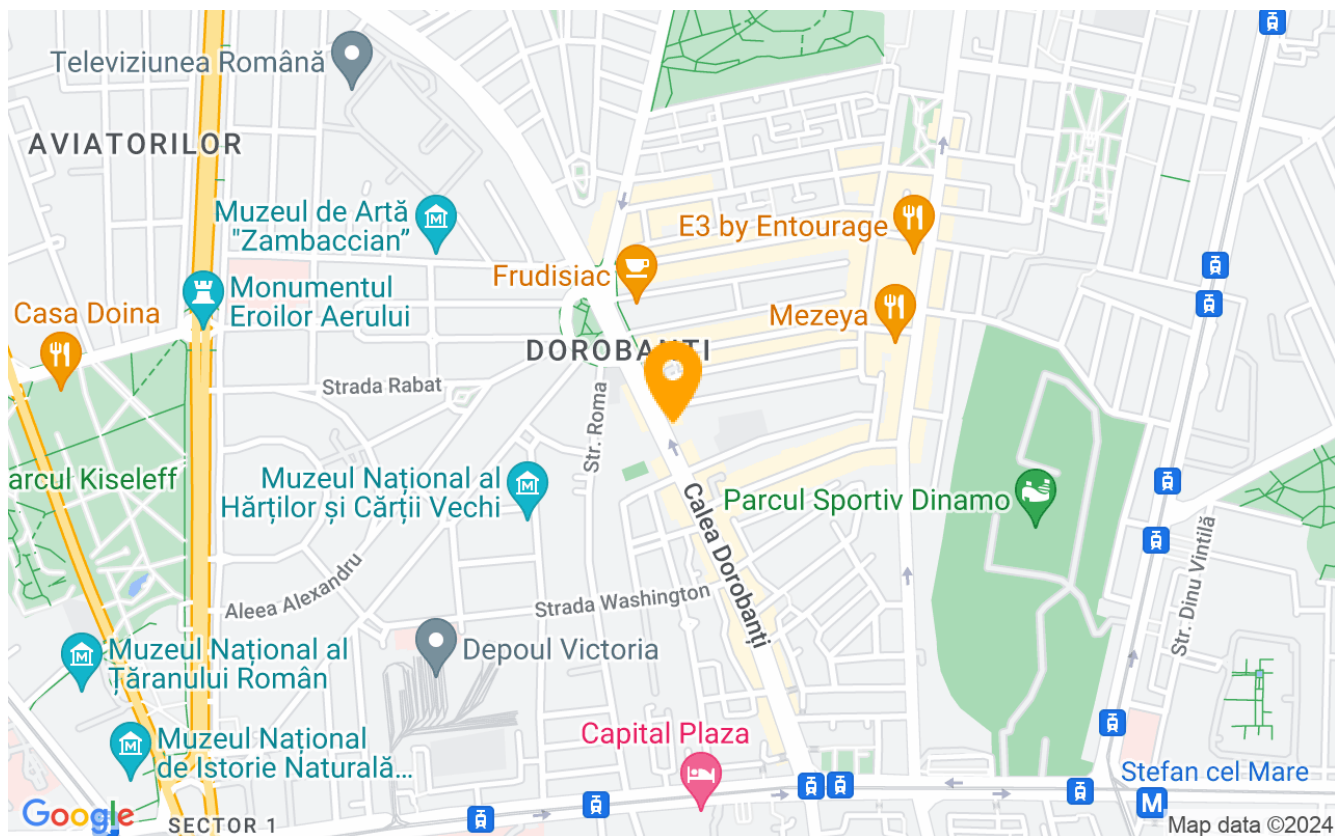 Televiziunea Română
AVIATORILOR
Muzeul de Artă
"Zambaccian”
E3 by Entourage
Frudisiac
Monumentul
Eroilor Aerului
Casa Doina
Mezeya
DOROBANȚI
Strada Rabat
Str. Roma
arcul Kiseleff
Muzeul Național al
Hărților și Cărții Vechi
Parcul Sportiv Dinamo
Calea Dorobanți
Str. Dinu Vintilă
Aleea Alexandru
Strada Washington
Muzeul Național al
Țăranului Român
Depoul Victoria
Muzeul Național
de Istorie Naturală...
Capital Plaza
Stefan cel Mare
M
Google
SECTOR 1
Map data ©2024